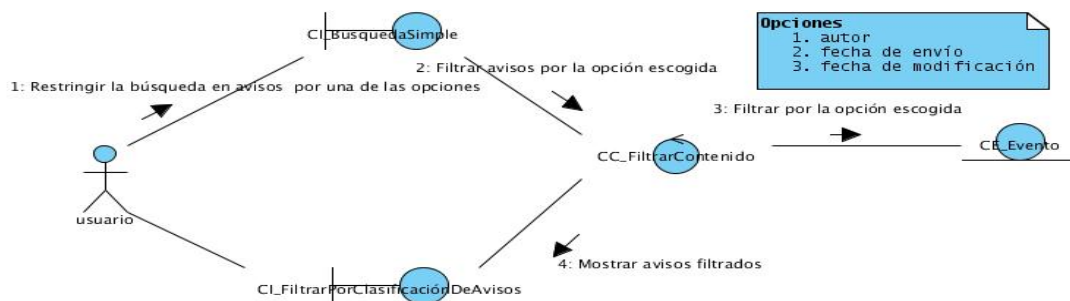 CI_BusquedaSimple
Opciones
1. autor
2. fecha de envío
3. fecha de modificación
2: Filtrar avisos por la opción escogida
1: Restringir la búsqueda en avisos por una de las opciones
3: Filtrar por la opción escogida
CC_FiltrarContenido
CE_Evento
usuario
4: Mostrar avisos filtrados
CI_FiltrarPorClasificaciónDeAvisos